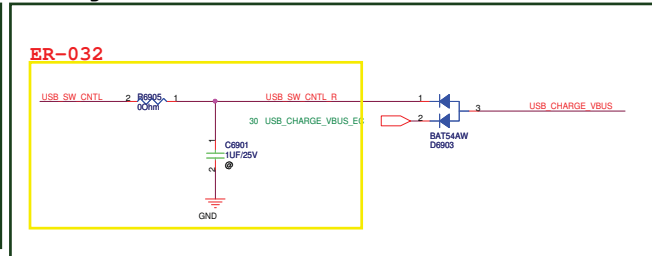 ER-032
USB_SW_CNTL 2 R6905 1 USB_SW_CNTL_R 1
0Ohm
3 USB_CHARGE_VBUS
30 USB_CHARGE_VBUS_EC 2
BAT54AW
D6903
1
C6901
1UF/25V
@
2
GND